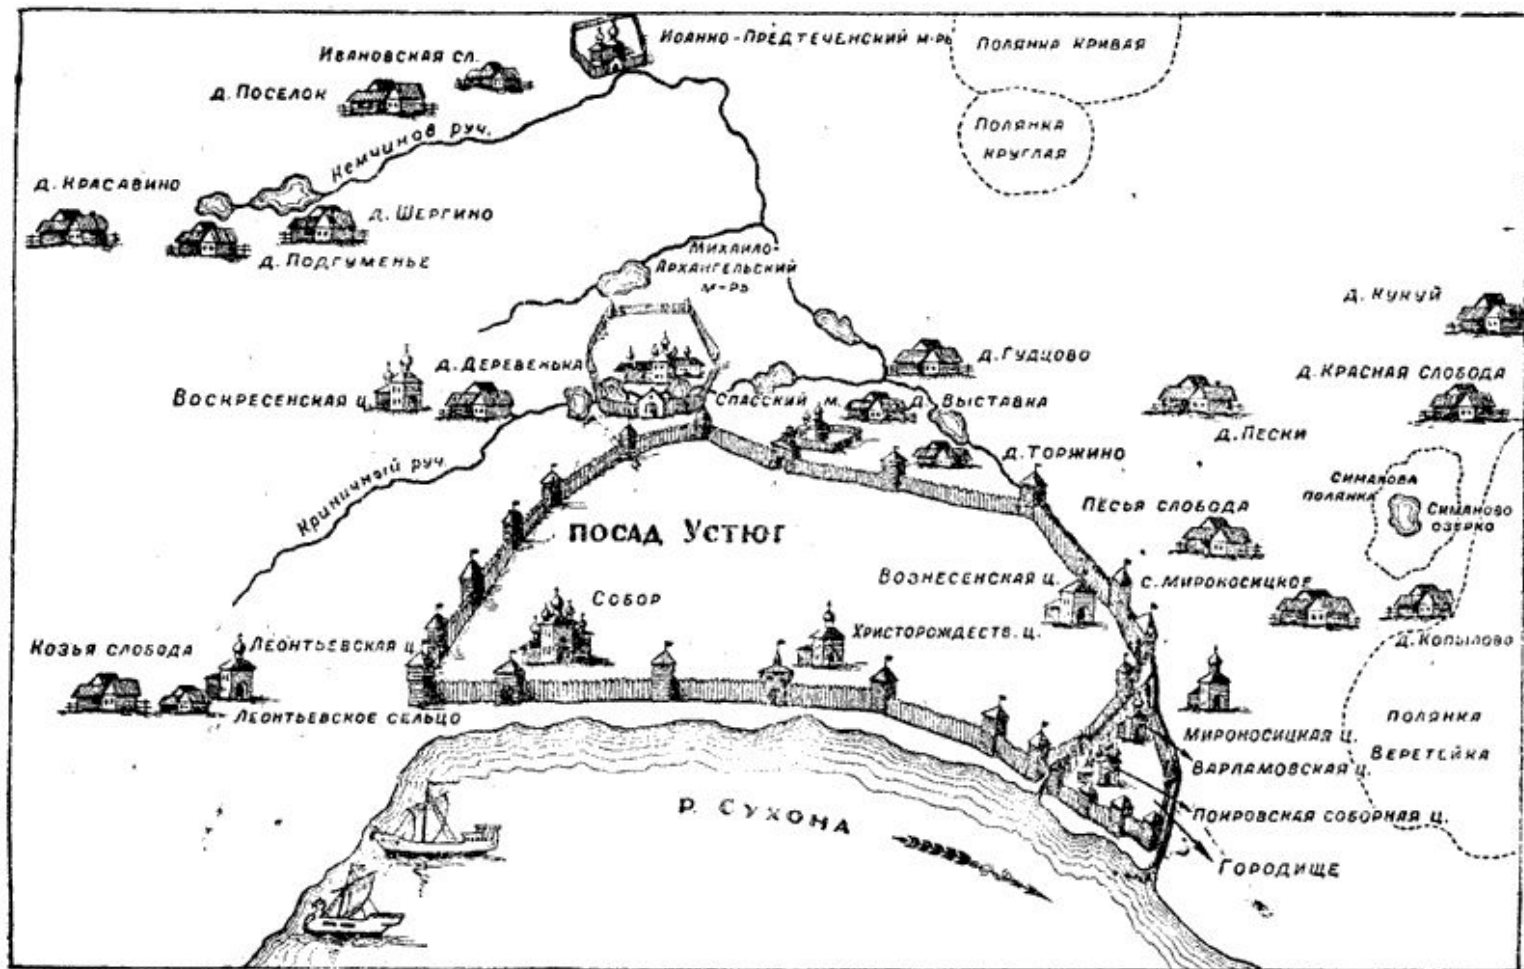 Иоанно-Предтеченский м-рь
Полянка Кривая
Ивановская сл.
д. Поселок
Полянка
Круглая
Немчинов руч.
д. Красавино
д. Шергино
д. Подгуменье
Михаило-
Архангельский
м-рь
д. Кукуй
д. Гудцово
д. Деревенька
д. Красная слобода
Воскресенская ц.
Спасский м.
д. Выставка
д. Пески
д. Торжино
Криничный руч.
Симанова
полянка
Симаново
озерко
Песья слобода
посад Устюг
Вознесенская ц.
с. Мироносицкое
Собор
Христорождеств. ц.
д. Копылово
Козья слобода
Леонтьевская ц.
Леонтьевское сельцо
Полянка
Веретейка
Мироносицкая ц.
Варламовская ц.
Покровская соборная ц.
р. Сухона
Городище